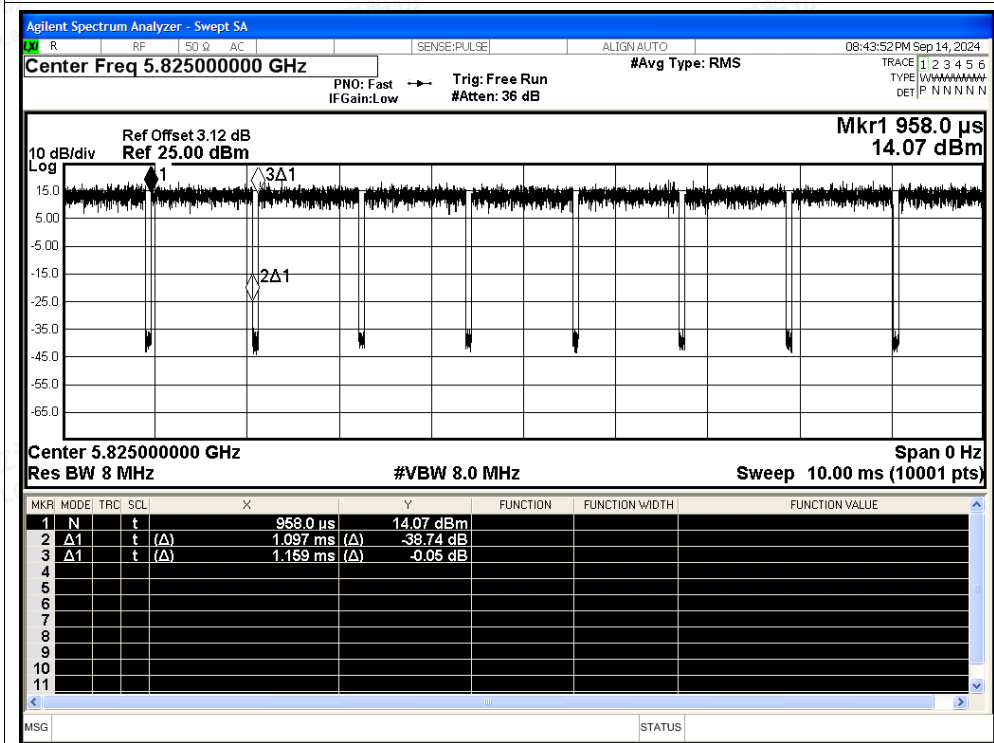 Agilent Spectrum Analyzer - Swept SA
LXI R RF 50 Ω AC SENSE:PULSE ALIGN AUTO 08:43:52 PM Sep 14, 2024
Center Freq 5.825000000 GHz #Avg Type: RMS TRACE 1 2 3 4 5 6
PNO: Fast Trig: Free Run TYPE W
IFGain:Low #Atten: 36 dB DET P N N N N N
Mkr1 958.0 µs
Ref Offset 3.12 dB
10 dB/div Ref 25.00 dBm 14.07 dBm
Log
1 3Δ1
15.0
5.00
-5.00
-15.0 2Δ1
-25.0
-35.0
-45.0
-55.0
-65.0
Center 5.825000000 GHz Span 0 Hz
Res BW 8 MHz #VBW 8.0 MHz Sweep 10.00 ms (10001 pts)
MKR MODE TRC SCL X Y FUNCTION FUNCTION WIDTH FUNCTION VALUE
1 N t 958.0 µs 14.07 dBm
2 Δ1 t (Δ) 1.097 ms (Δ) -38.74 dB
3 Δ1 t (Δ) 1.159 ms (Δ) -0.05 dB
4
5
6
7
8
9
10
11
MSG STATUS